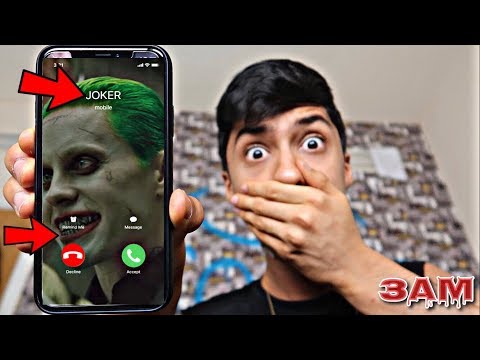 JOKER
mobile
Remind Me
Message
Decline
Accept
3AM